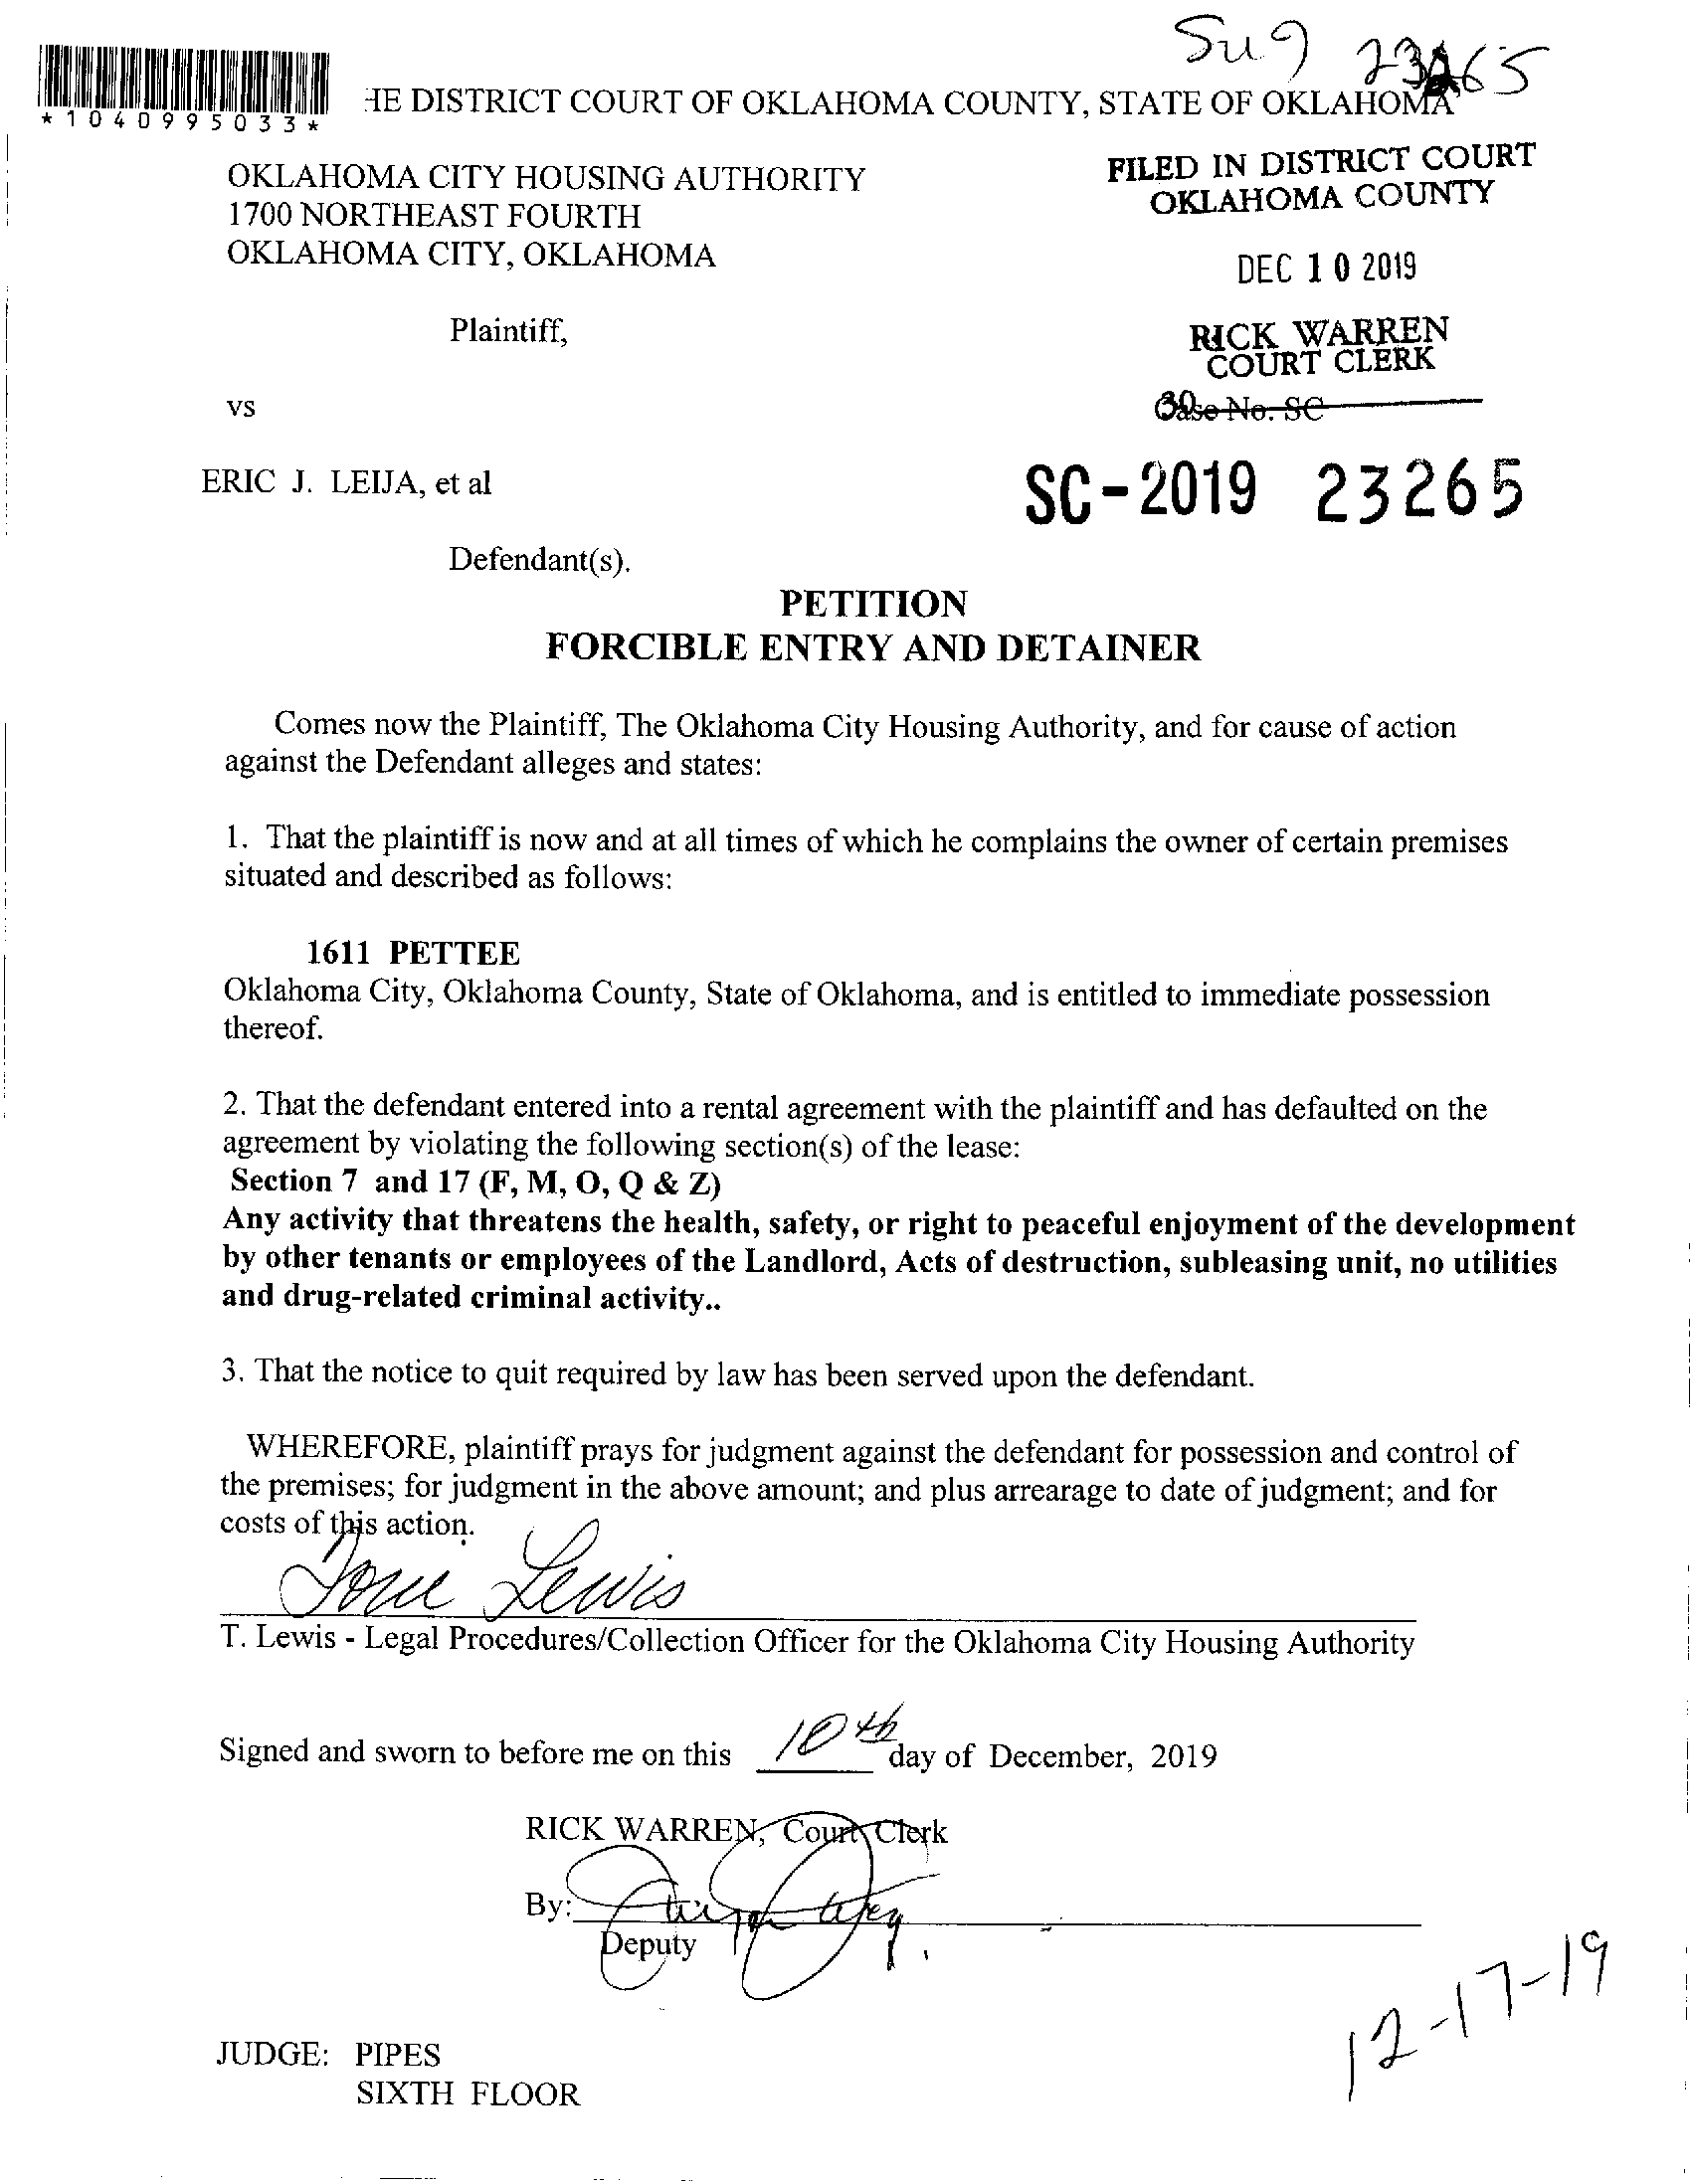 *1040995033*
HE DISTRICT COURT OF OKLAHOMA COUNTY, STATE OF OKLAHOMA
OKLAHOMA CITY HOUSING AUTHORITY
1700 NORTHEAST FOURTH
OKLAHOMA CITY, OKLAHOMA
FILED IN DISTRICT COURT
OKLAHOMA COUNTY
DEC 10 2019
Plaintiff,
RICK WARREN
COURT CLERK
vs
Case No. SC
ERIC J. LEIJA, et al
SC-2019 23265
Defendant(s).
PETITION
FORCIBLE ENTRY AND DETAINER
Comes now the Plaintiff, The Oklahoma City Housing Authority, and for cause of action
against the Defendant alleges and states:
1. That the plaintiff is now and at all times of which he complains the owner of certain premises
situated and described as follows:
1611 PETTEE
Oklahoma City, Oklahoma County, State of Oklahoma, and is entitled to immediate possession
thereof.
2. That the defendant entered into a rental agreement with the plaintiff and has defaulted on the
agreement by violating the following section(s) of the lease:
Section 7 and 17 (F, M, O, Q & Z)
Any activity that threatens the health, safety, or right to peaceful enjoyment of the development
by other tenants or employees of the Landlord, Acts of destruction, subleasing unit, no utilities
and drug-related criminal activity..
3. That the notice to quit required by law has been served upon the defendant.
WHEREFORE, plaintiff prays for judgment against the defendant for possession and control of
the premises; for judgment in the above amount; and plus arrearage to date of judgment; and for
costs of this action.
Toni Lewis
T. Lewis - Legal Procedures/Collection Officer for the Oklahoma City Housing Authority
Signed and sworn to before me on this 10th day of December, 2019
RICK WARREN, Court Clerk
By:
Deputy
12-17-19
JUDGE: PIPES
SIXTH FLOOR